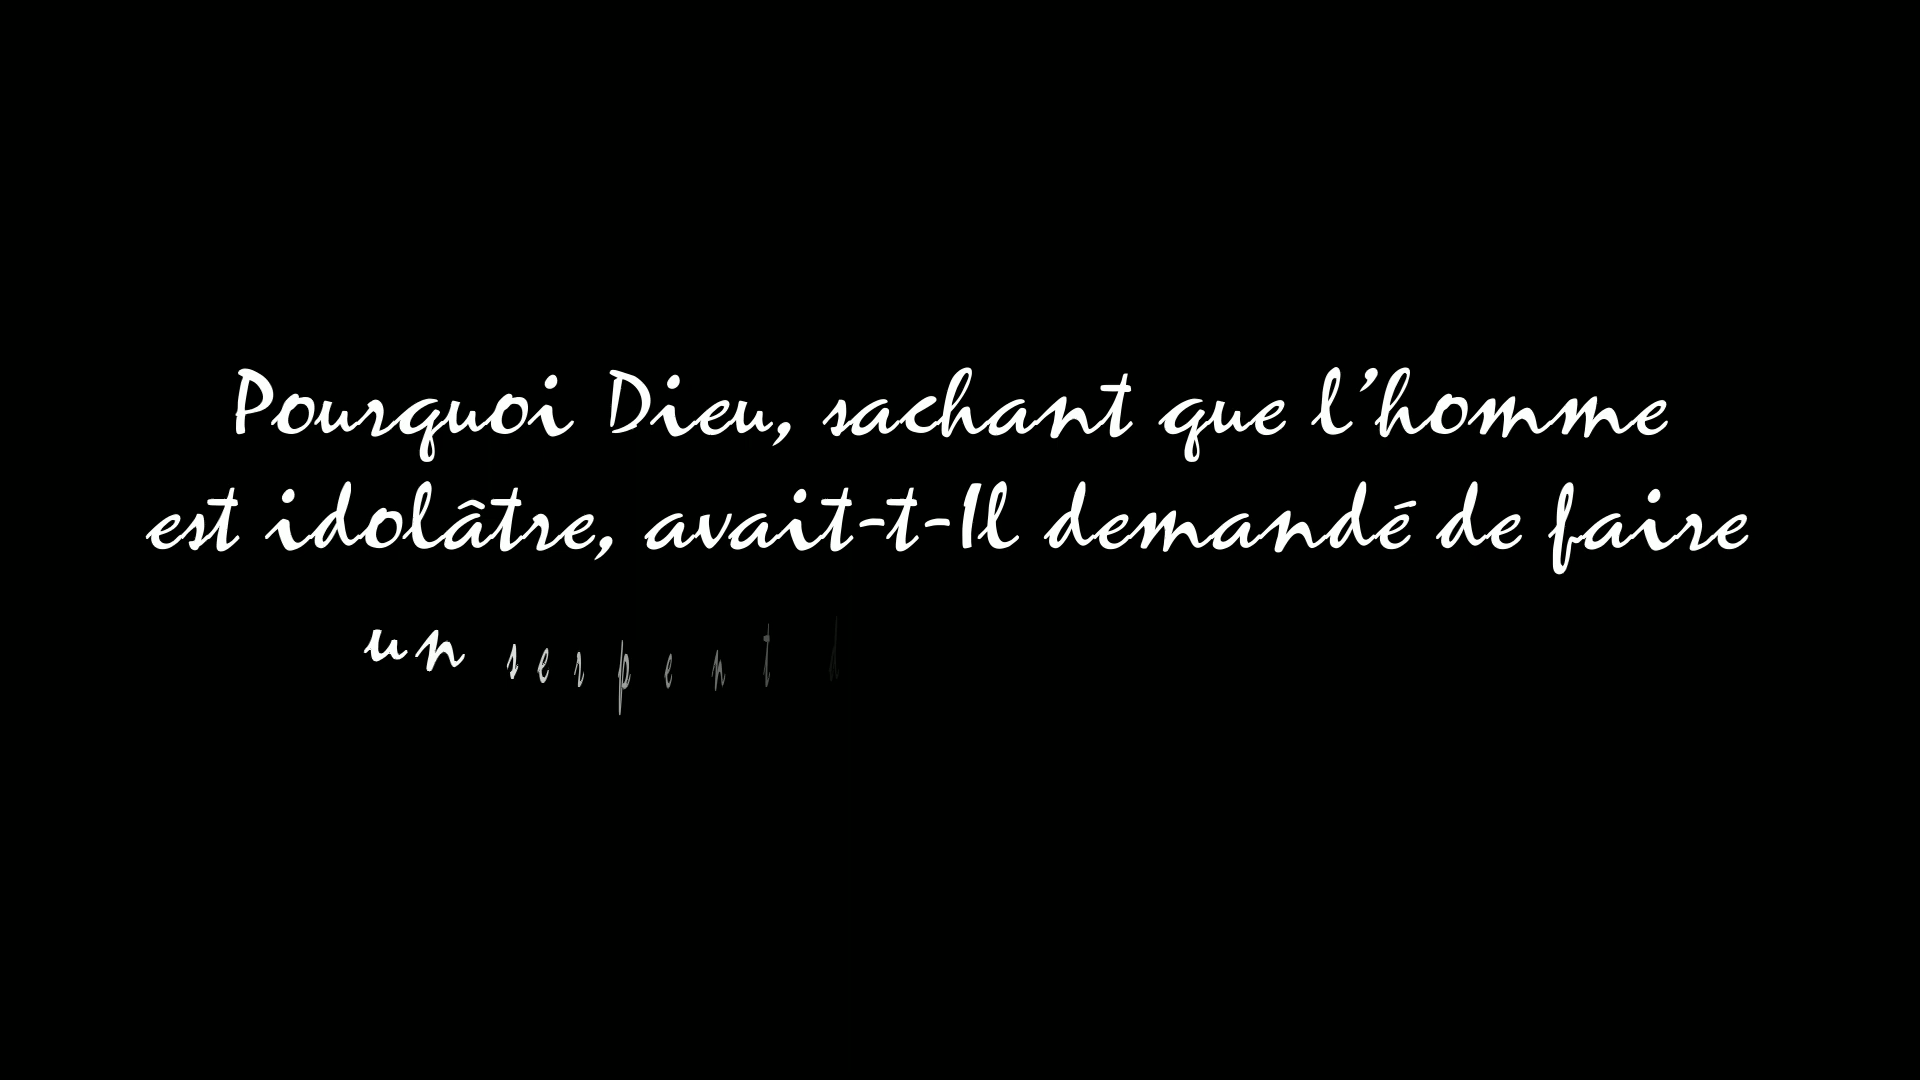 Pourquoi Dieu, sachant que l’homme
est idolâtre, avait-t-Il demandé de faire
un serpent d